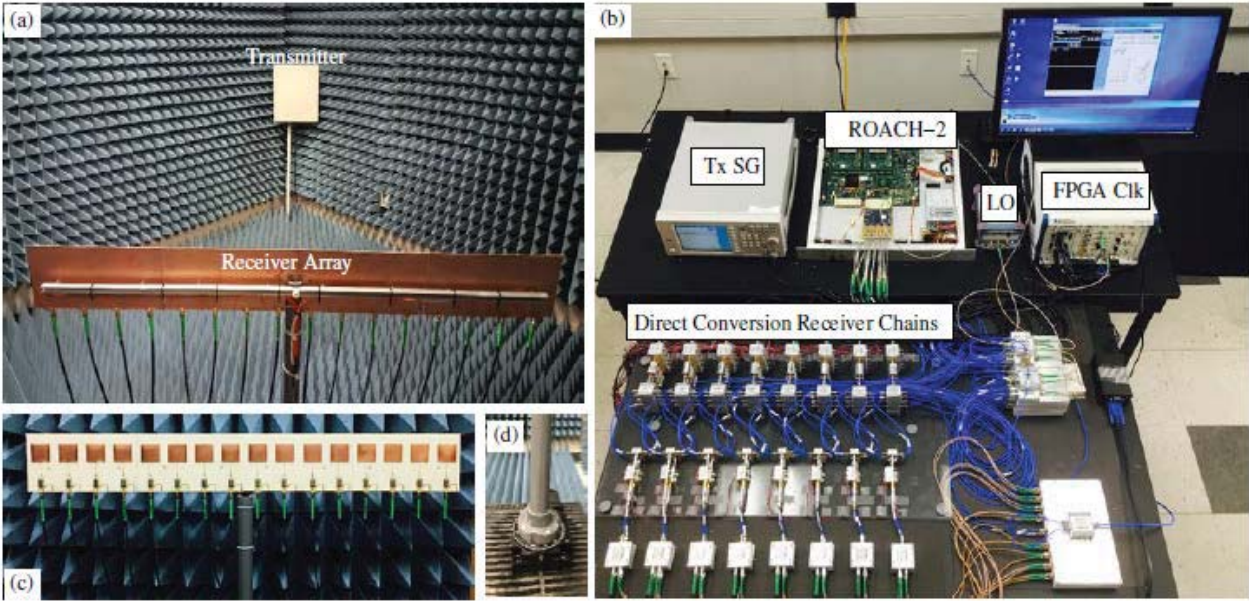 (a)
Transmitter
Receiver Array
(b)
ROACH-2
Tx SG
LO
FPGA Clk
Direct Conversion Receiver Chains
(c)
(d)